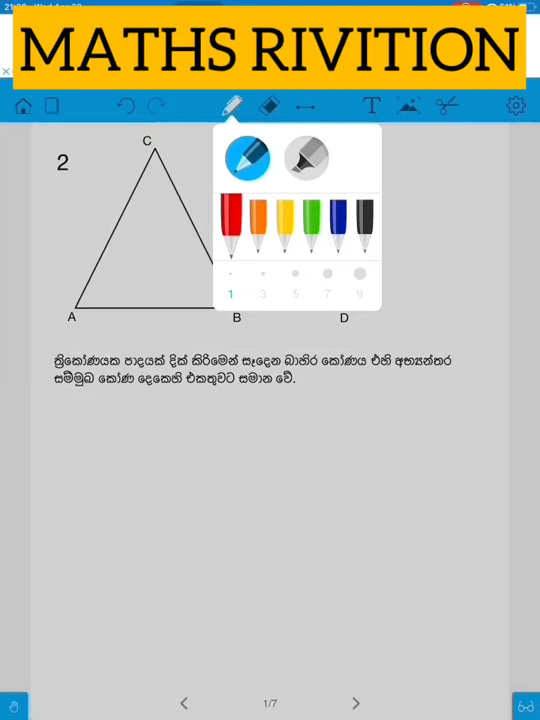 MATHS RIVITION
2
C
A
B
D
1
3
5
7
9
ත්‍රිකෝණයක පාදයක් දික් කිරිමෙන් සෑදෙන බාහිර කෝණය එහි අභ්‍යන්තර
සම්මුඛ කෝණ දෙකෙහි එකතුවට සමාන වේ.
1/7